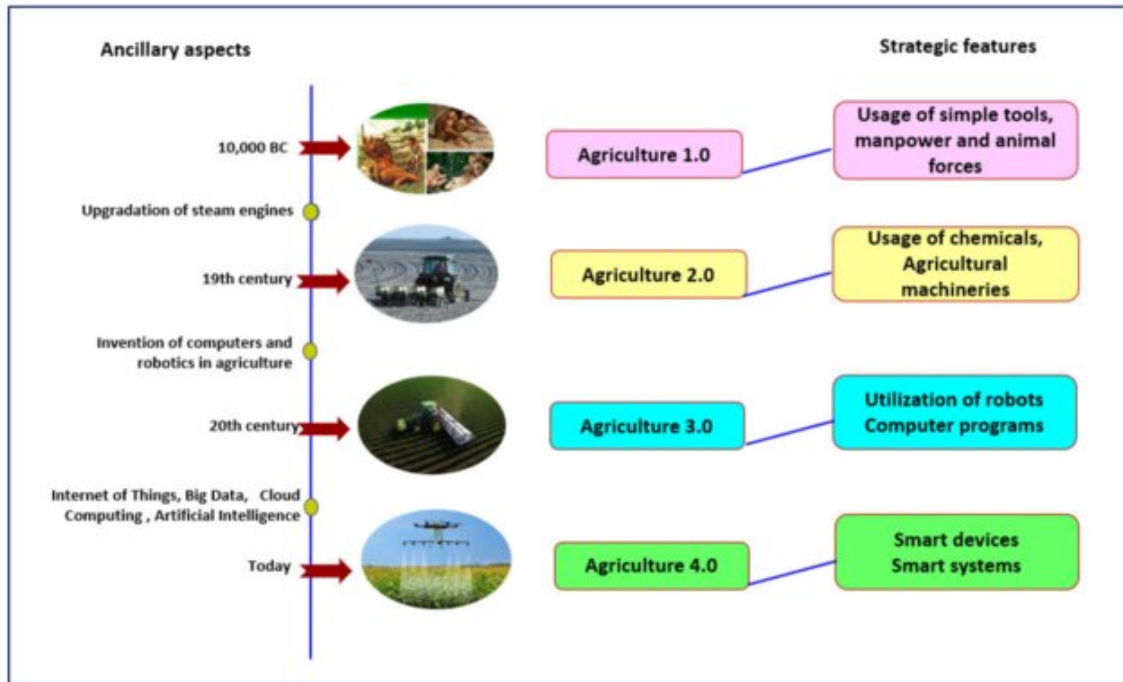 Ancillary aspects
Strategic features
10,000 BC
Agriculture 1.0
Usage of simple tools,
manpower and animal
forces
Upgradation of steam engines
19th century
Agriculture 2.0
Usage of chemicals,
Agricultural
machineries
Invention of computers and
robotics in agriculture
20th century
Agriculture 3.0
Utilization of robots
Computer programs
Internet of Things, Big Data, Cloud
Computing , Artificial Intelligence
Today
Agriculture 4.0
Smart devices
Smart systems